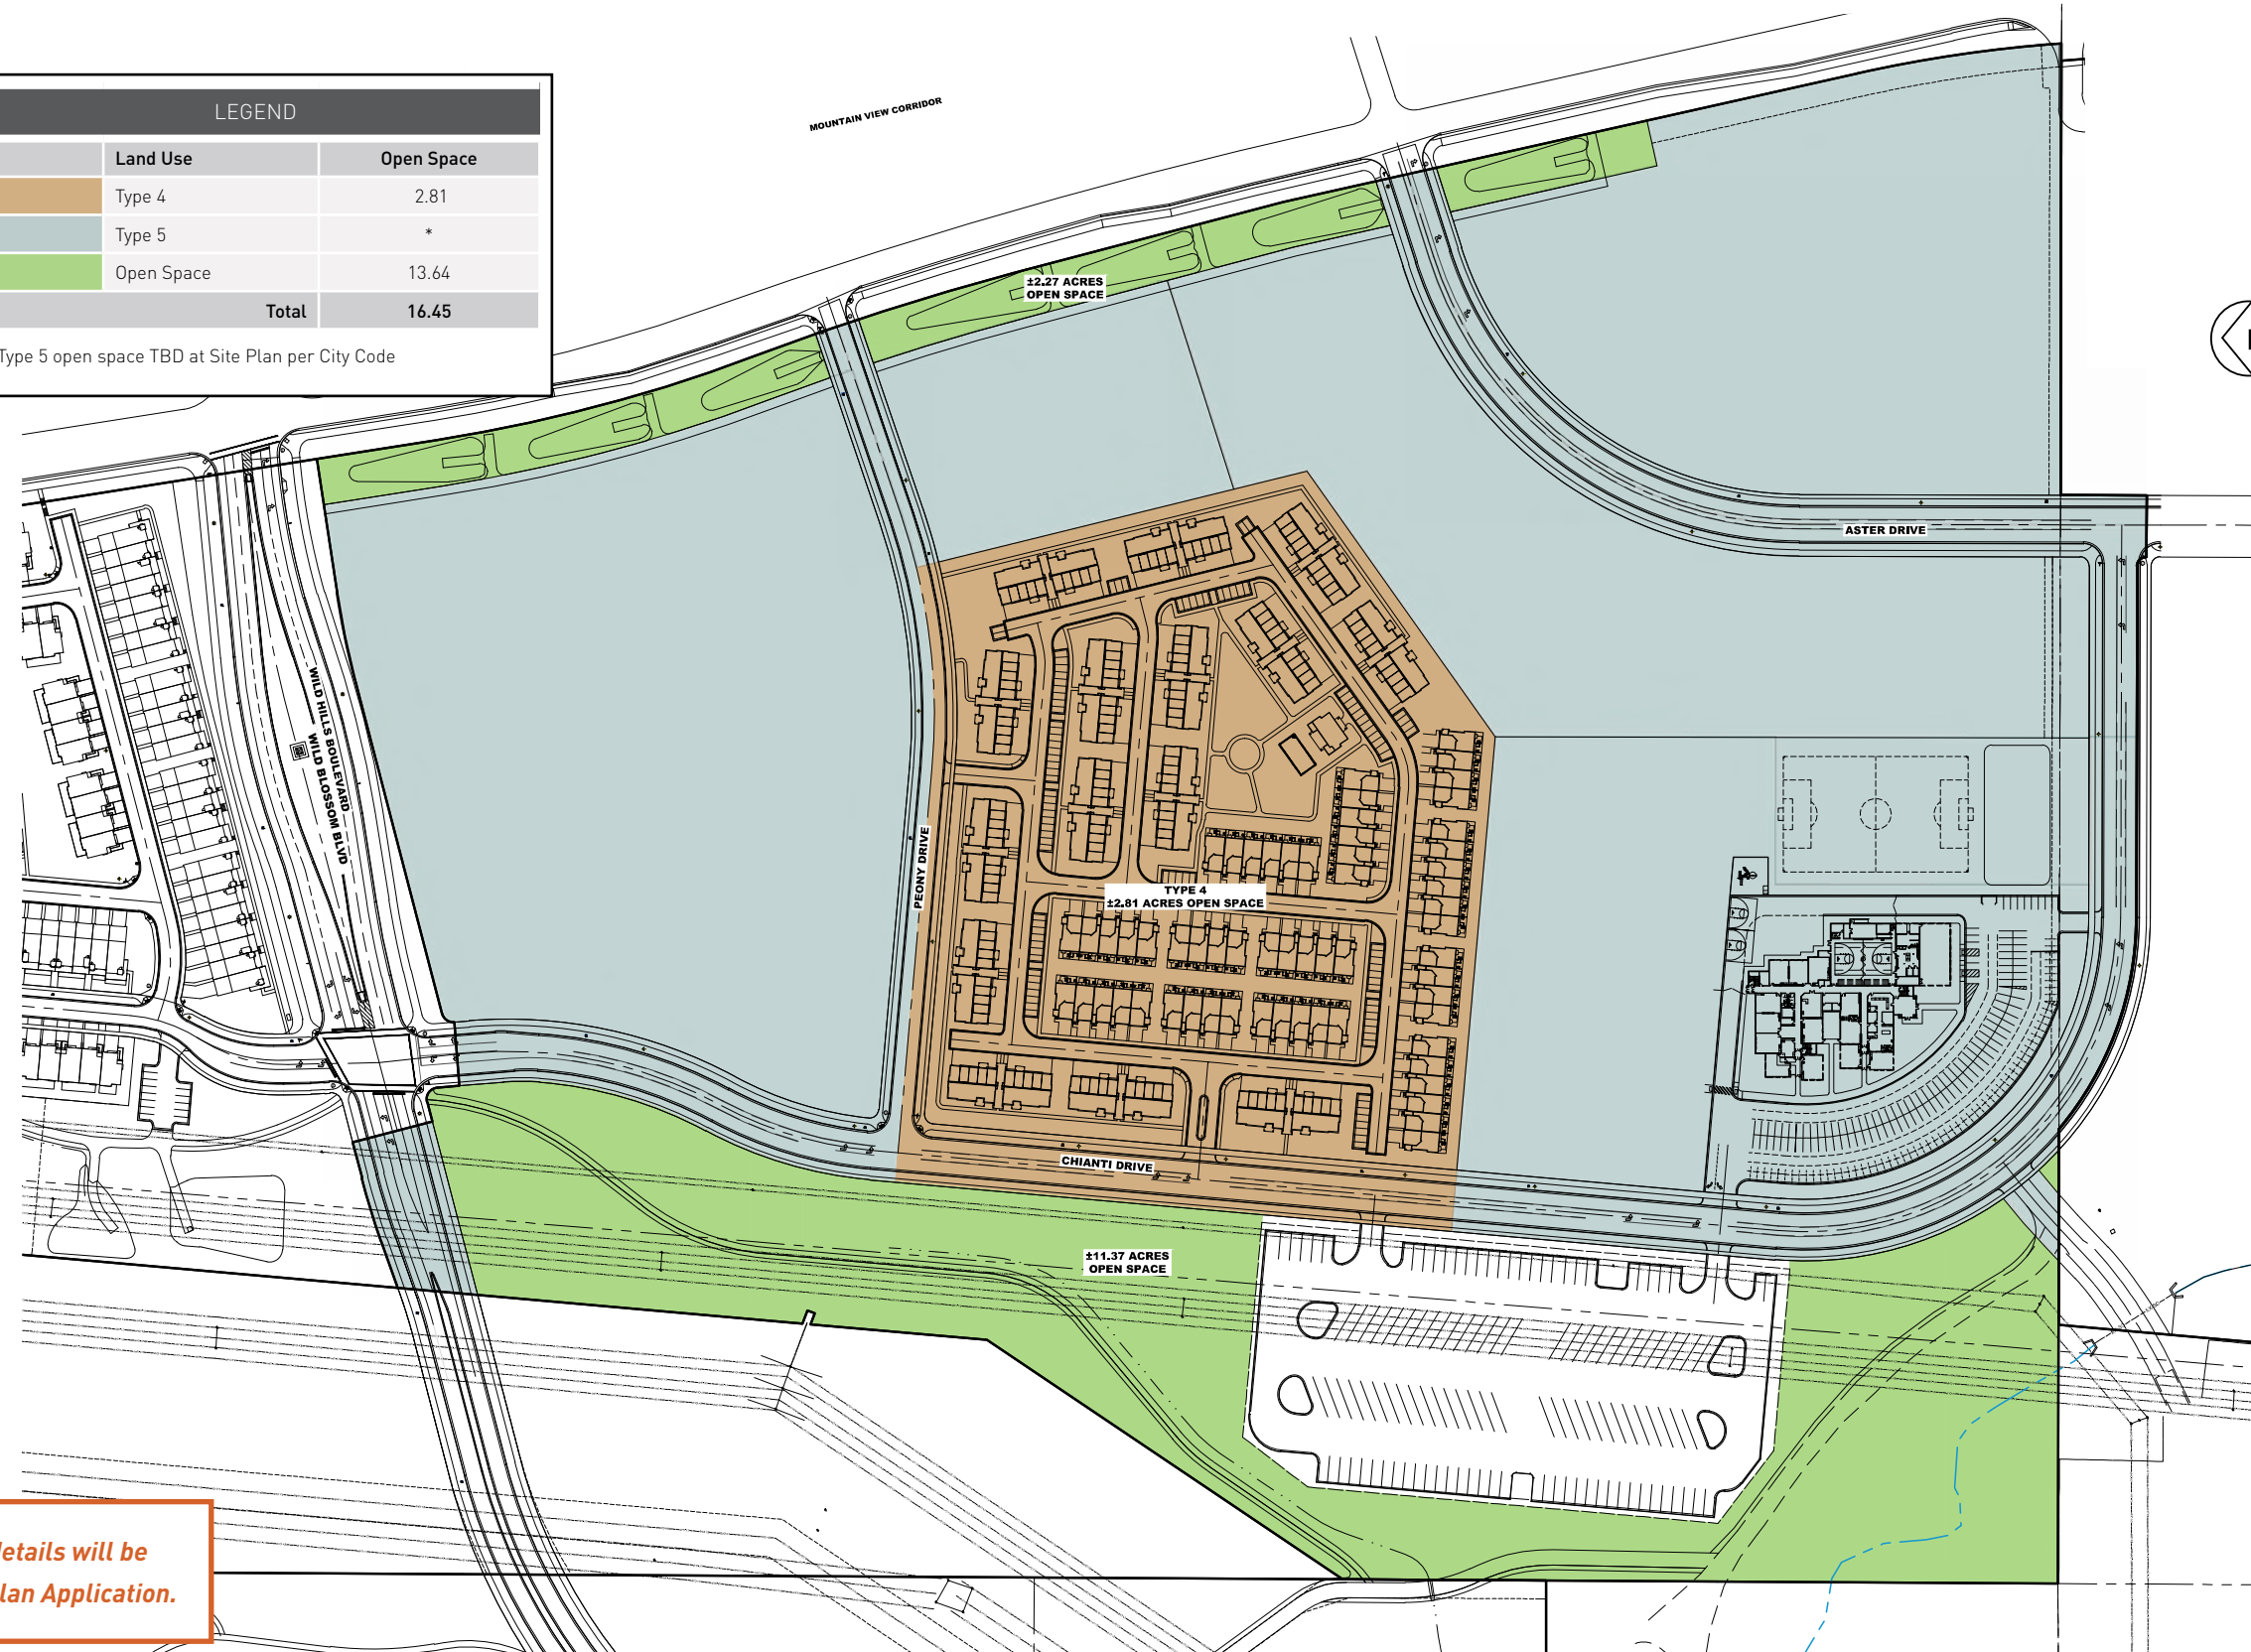 MOUNTAIN VIEW CORRIDOR
LEGEND
Land Use
Open Space
Type 4
2.81
Type 5
*
Open Space
13.64
Total
16.45
Type 5 open space TBD at Site Plan per City Code
±2.27 ACRES
OPEN SPACE
ASTER DRIVE
WILD HILLS BOULEVARD
WILD BLOSSOM BLVD
PEONY DRIVE
TYPE 4
±2.81 ACRES OPEN SPACE
CHIANTI DRIVE
±11.37 ACRES
OPEN SPACE
details will be
lan Application.